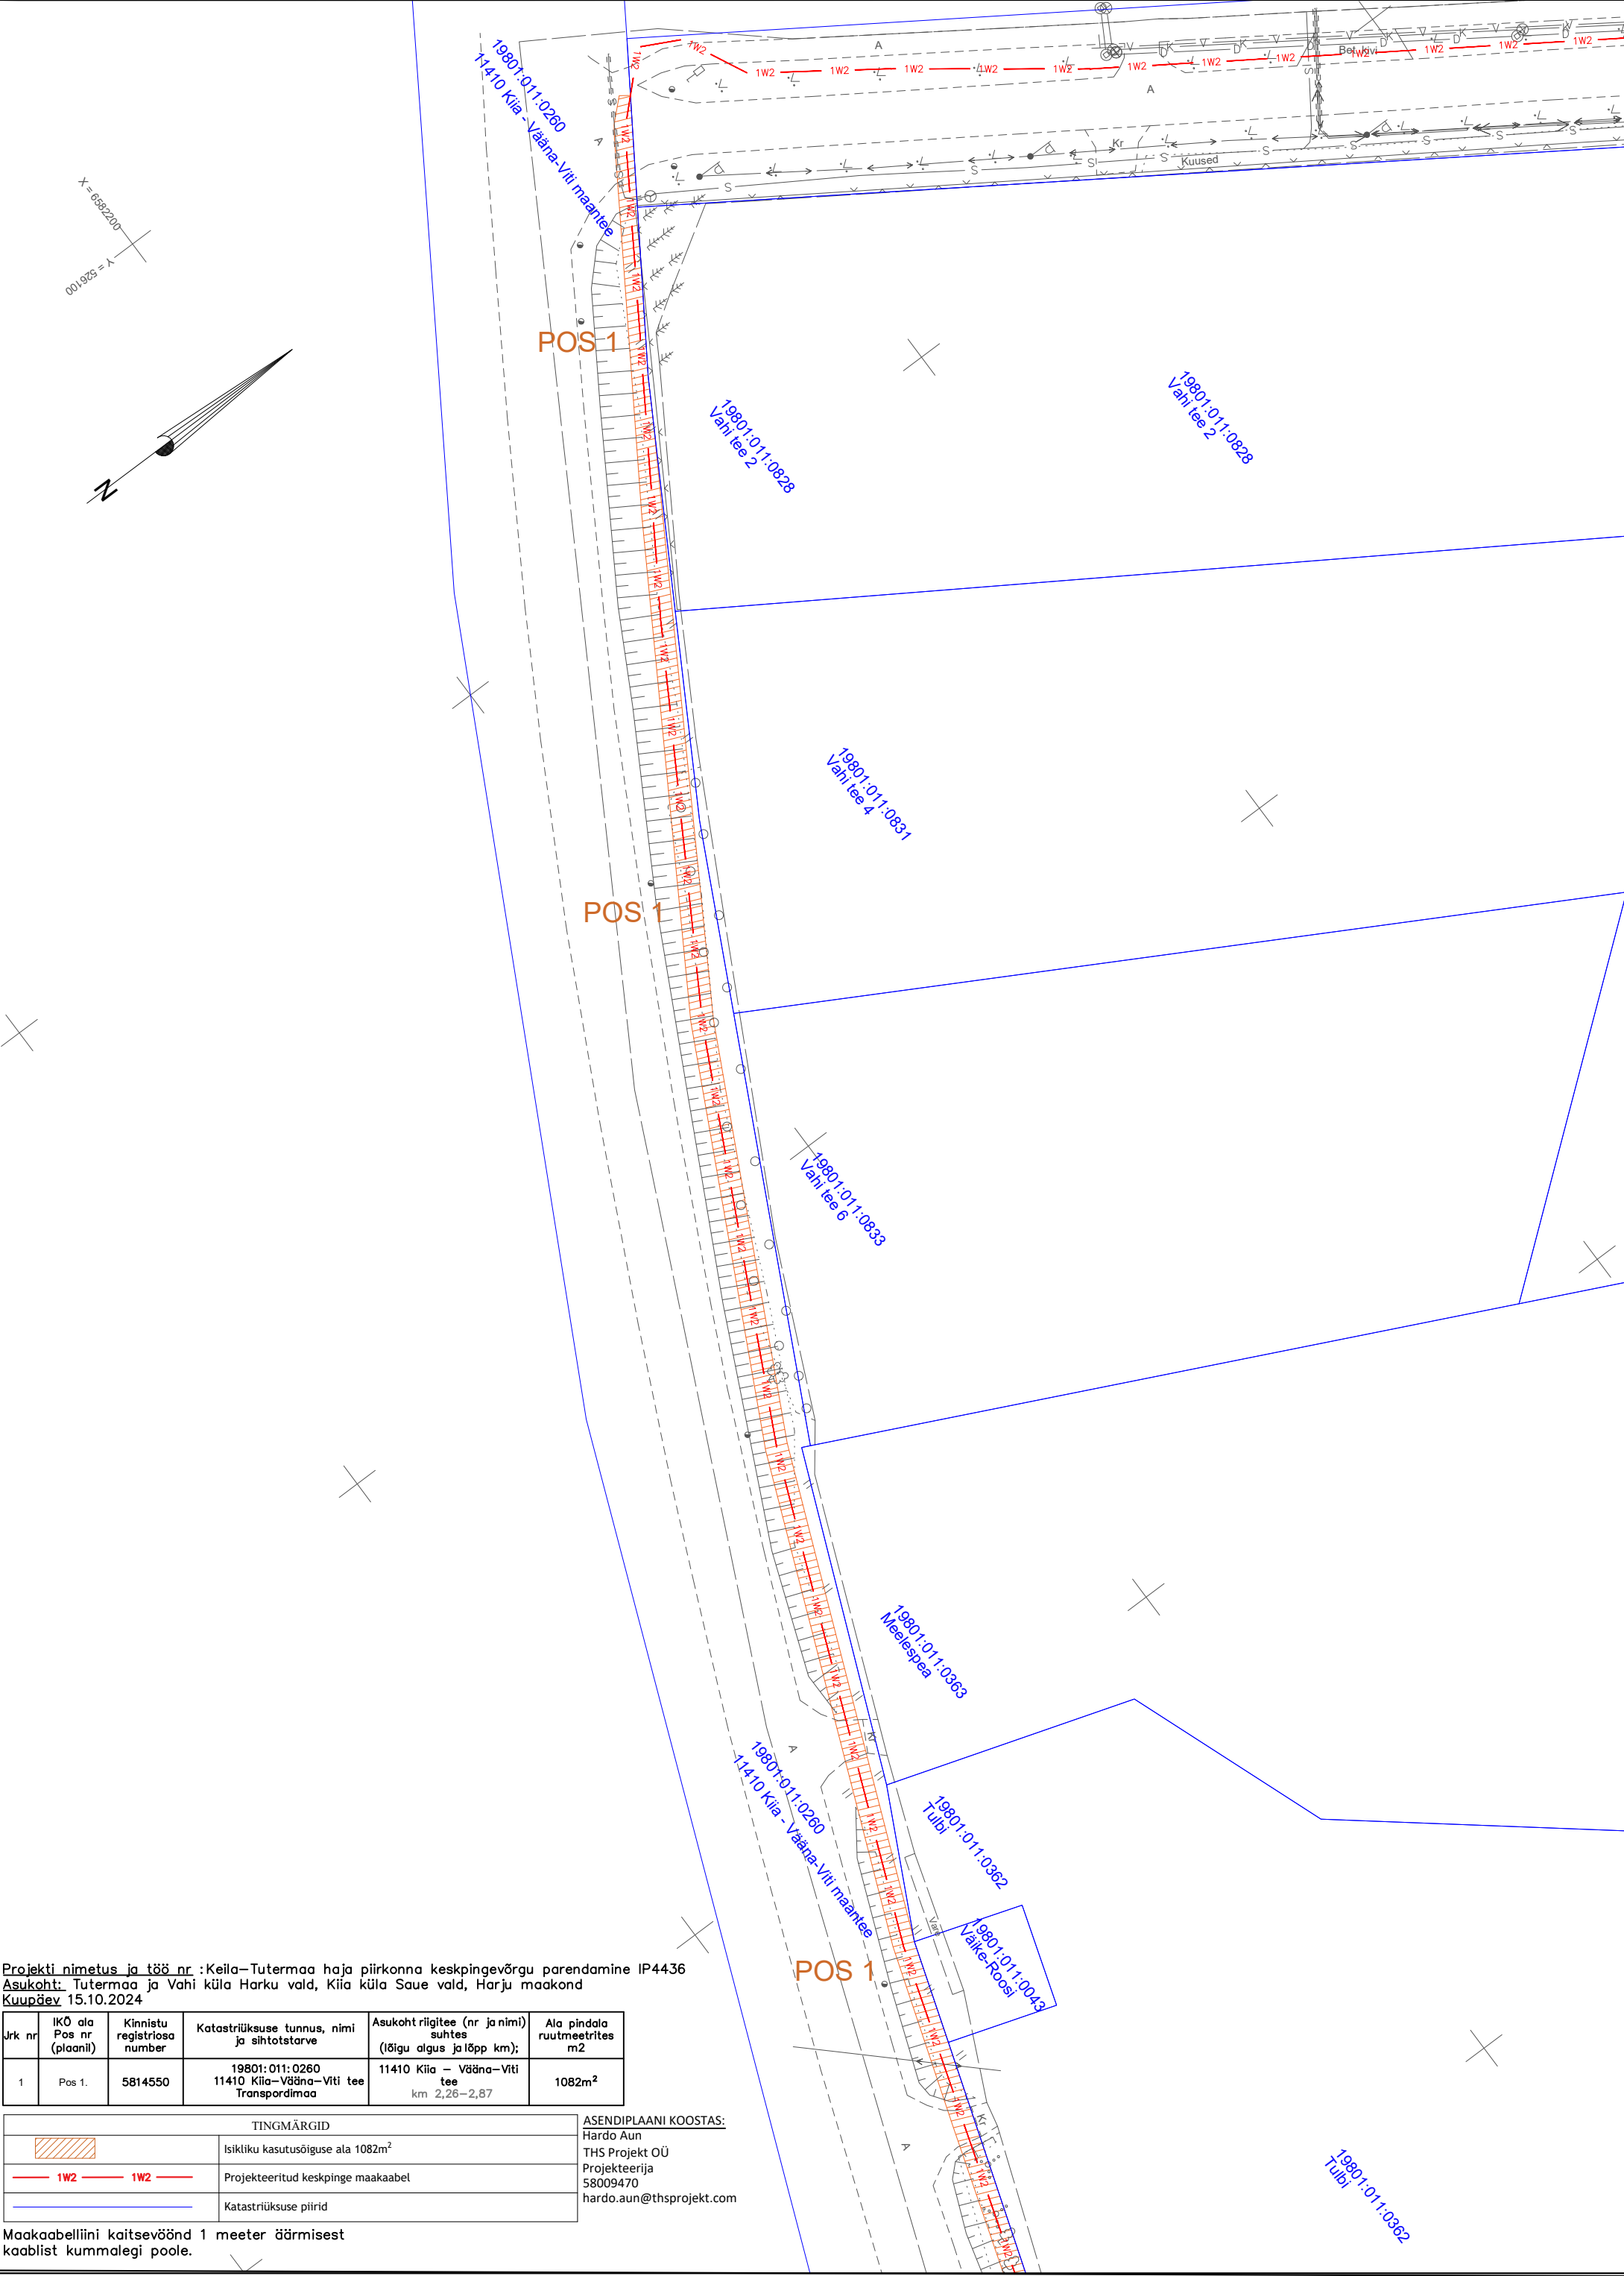 19801:011:0260
11410 Kiia - Vääna-Viti maantee
X = 6582200
Y = 526100
N
A
A
A
Bet.kivi
Kr
Kuused
POS 1
19801:011:0828
Vahi tee 2
19801:011:0828
Vahi tee 2
19801:011:0831
Vahi tee 4
POS 1
19801:011:0833
Vahi tee 6
19801:011:0363
Meelespea
Kr
A
19801:011:0260
11410 Kiia - Vääna-Viti maantee
19801:011:0362
Tulbi
19801:011:0043
Väike-Roosi
POS 1
Kr
A
19801:011:0362
Tulbi
1W2
Projekti nimetus ja töö nr :Keila-Tutermaa haja piirkonna keskpingevõrgu parendamine IP4436
Asukoht: Tutermaa ja Vahi küla Harku vald, Kiia küla Saue vald, Harju maakond
Kuupäev 15.10.2024
Jrk nr
IKÕ ala
Pos nr
(plaanil)
Kinnistu
registriosa
number
Katastriüksuse tunnus, nimi
ja sihtotstarve
Asukoht riigitee (nr ja nimi)
suhtes
(lõigu algus ja lõpp km);
Ala pindala
ruutmeetrites
m2
1
Pos 1.
5814550
19801:011:0260
11410 Kiia-Vääna-Viti tee
Transpordimaa
11410 Kiia - Vääna-Viti
tee
km 2,26-2,87
1082m²
TINGMÄRGID
Isikliku kasutusõiguse ala 1082m²
1W2 1W2
Projekteeritud keskpinge maakaabel
Katastriüksuse piirid
ASENDIPLAANI KOOSTAS:
Hardo Aun
THS Projekt OÜ
Projekteerija
58009470
hardo.aun@thsprojekt.com
Maakaabelliini kaitsevöönd 1 meeter äärmisest
kaablist kummalegi poole.